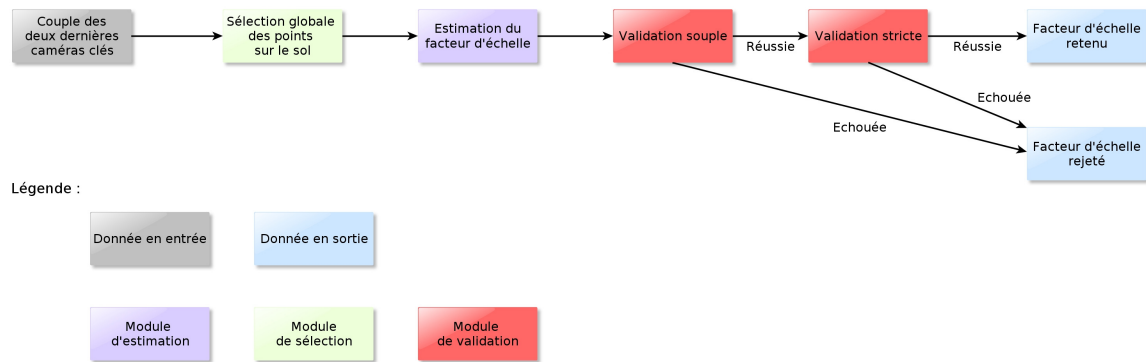 Couple des
deux dernières
caméras clés
Sélection globale
des points
sur le sol
Estimation du
facteur d'échelle
Validation souple
Réussie
Validation stricte
Réussie
Facteur d'échelle
retenu
Echouée
Echouée
Facteur d'échelle
rejeté
Légende :
Donnée en entrée
Donnée en sortie
Module
d'estimation
Module
de sélection
Module
de validation